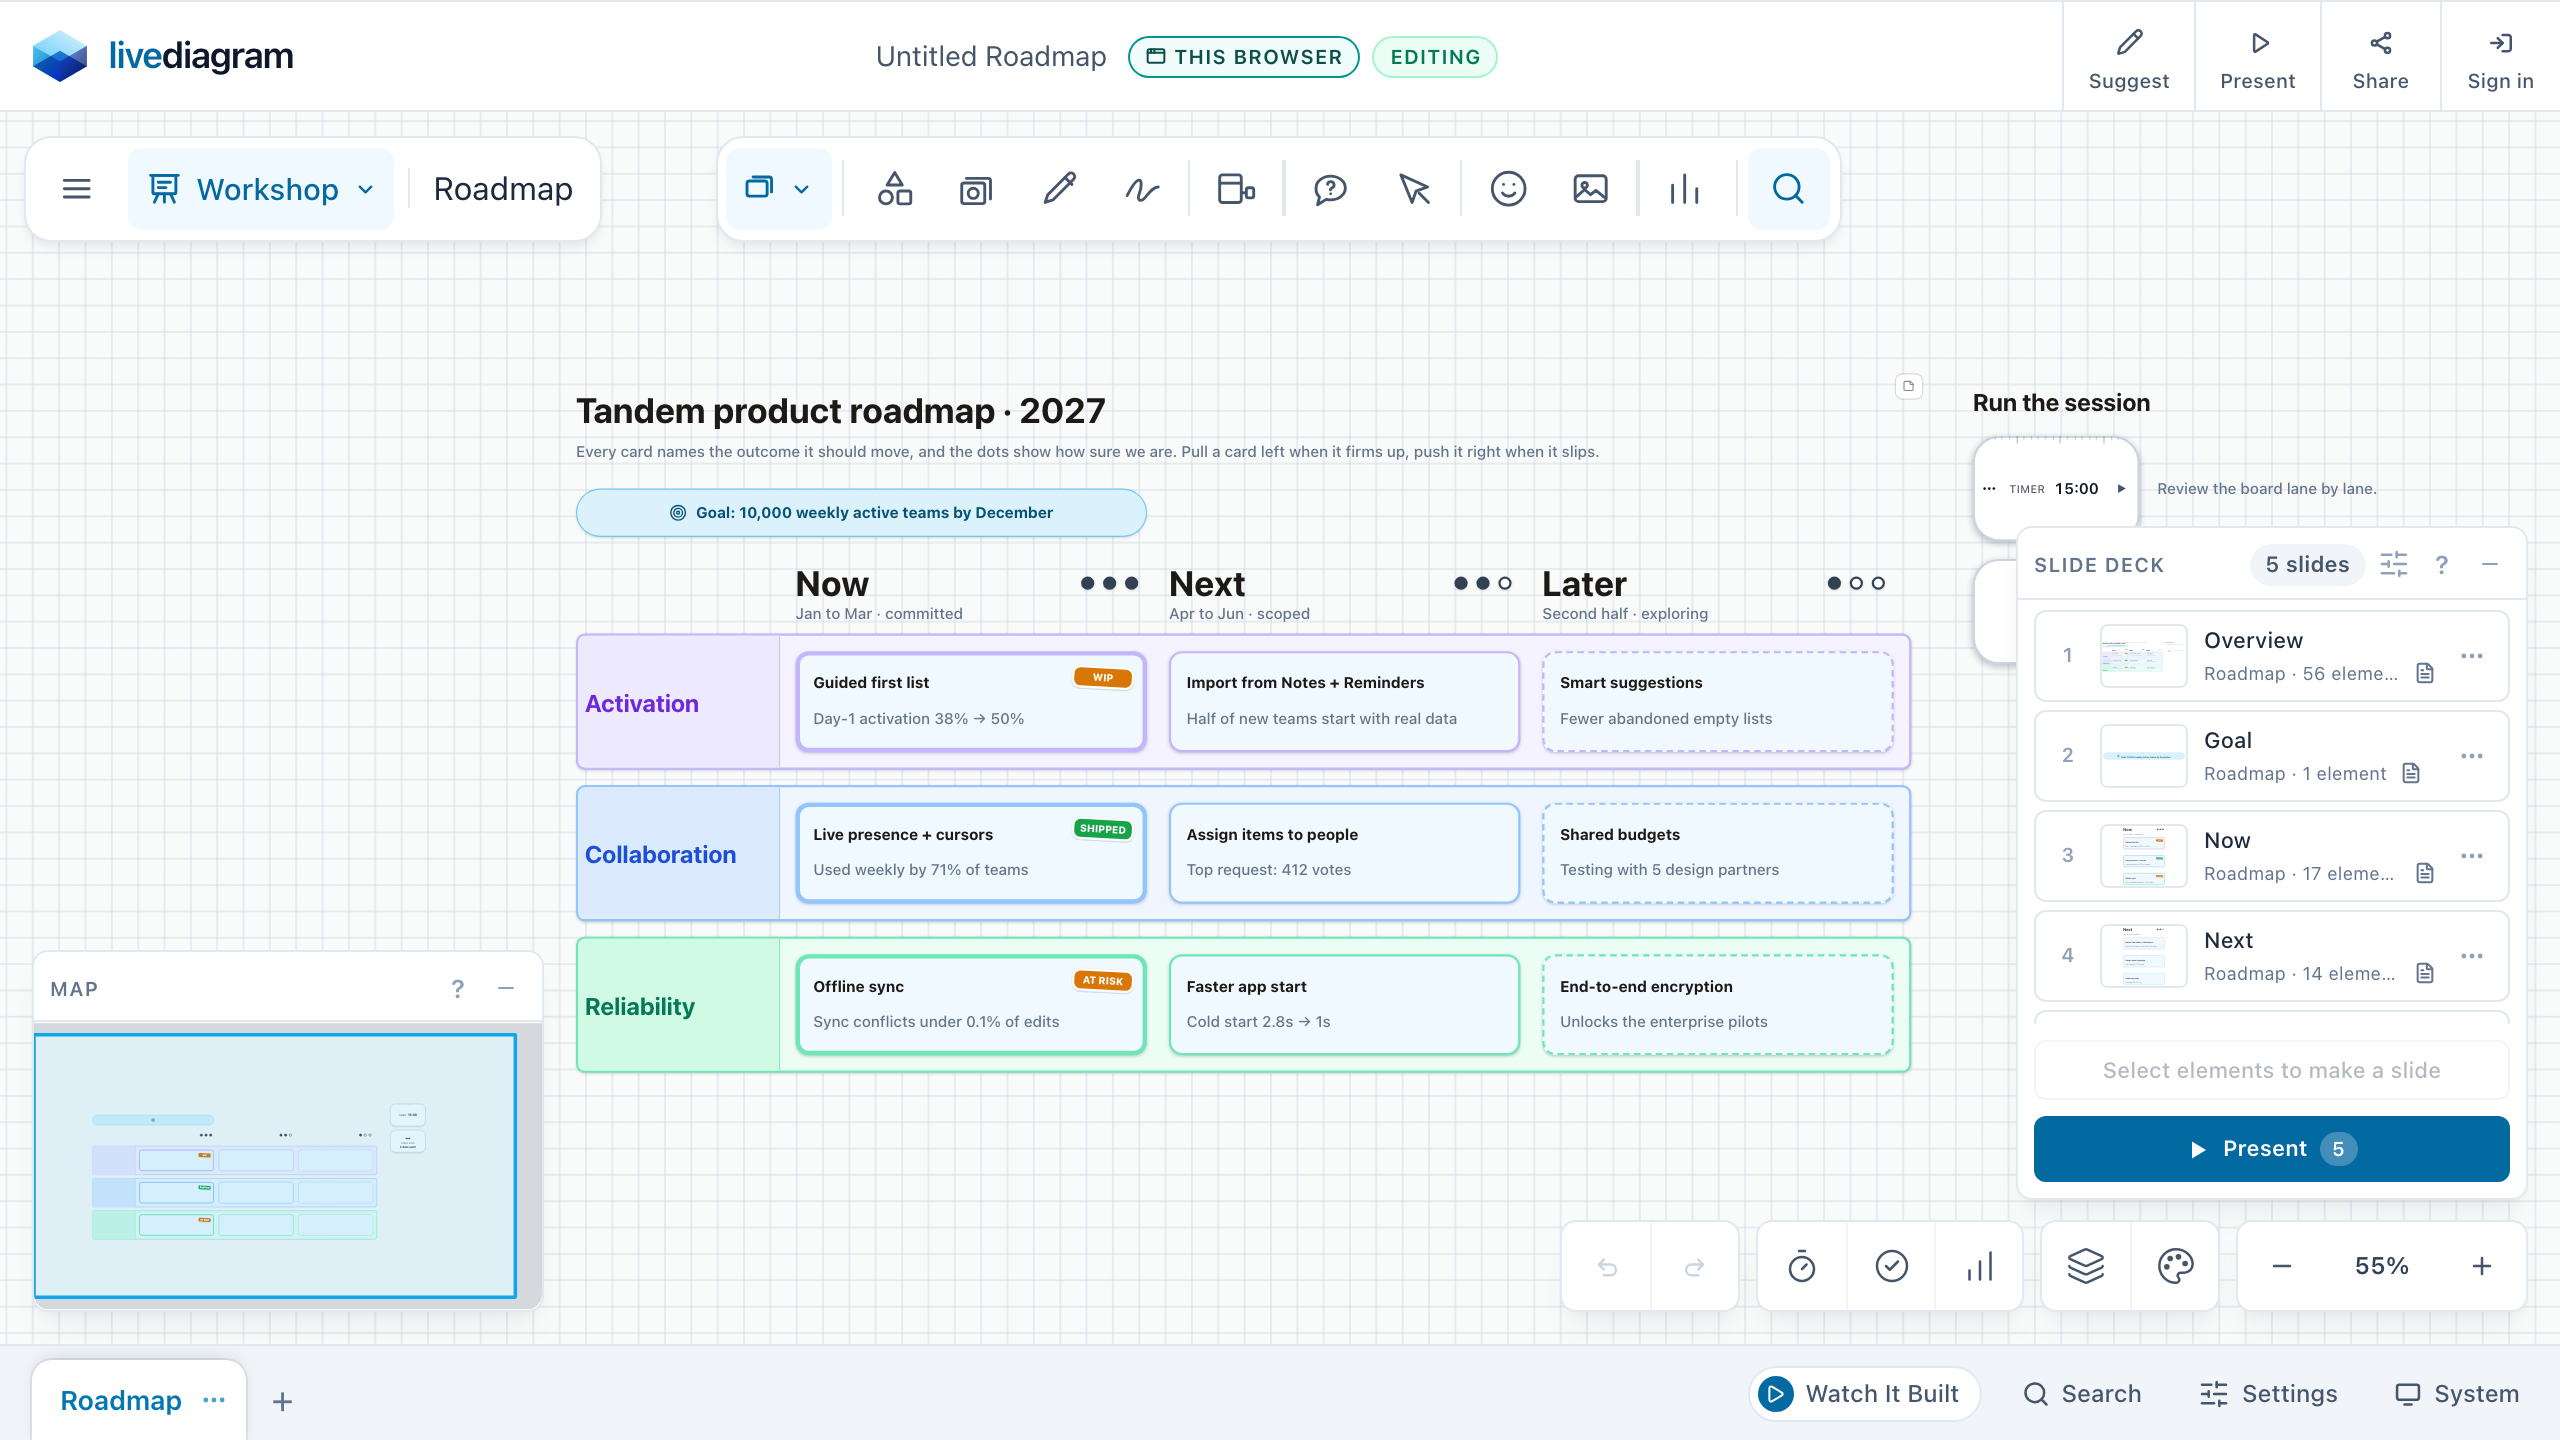 livediagram
Untitled Roadmap
THIS BROWSER
EDITING
Suggest
Present
Share
Sign in
Workshop
Roadmap
Tandem product roadmap · 2027
Every card names the outcome it should move, and the dots show how sure we are. Pull a card left when it firms up, push it right when it slips.
Goal: 10,000 weekly active teams by December
Run the session
TIMER 15:00
Review the board lane by lane.
Now
Jan to Mar · committed
Next
Apr to Jun · scoped
Later
Second half · exploring
Activation
Guided first list
WIP
Day-1 activation 38% → 50%
Import from Notes + Reminders
Half of new teams start with real data
Smart suggestions
Fewer abandoned empty lists
Collaboration
Live presence + cursors
SHIPPED
Used weekly by 71% of teams
Assign items to people
Top request: 412 votes
Shared budgets
Testing with 5 design partners
Reliability
Offline sync
AT RISK
Sync conflicts under 0.1% of edits
Faster app start
Cold start 2.8s → 1s
End-to-end encryption
Unlocks the enterprise pilots
SLIDE DECK
5 slides
?
1
Overview
Roadmap · 56 eleme...
2
Goal
Roadmap · 1 element
3
Now
Roadmap · 17 eleme...
4
Next
Roadmap · 14 eleme...
Select elements to make a slide
Present 5
MAP
?
55%
Roadmap
Watch It Built
Search
Settings
System